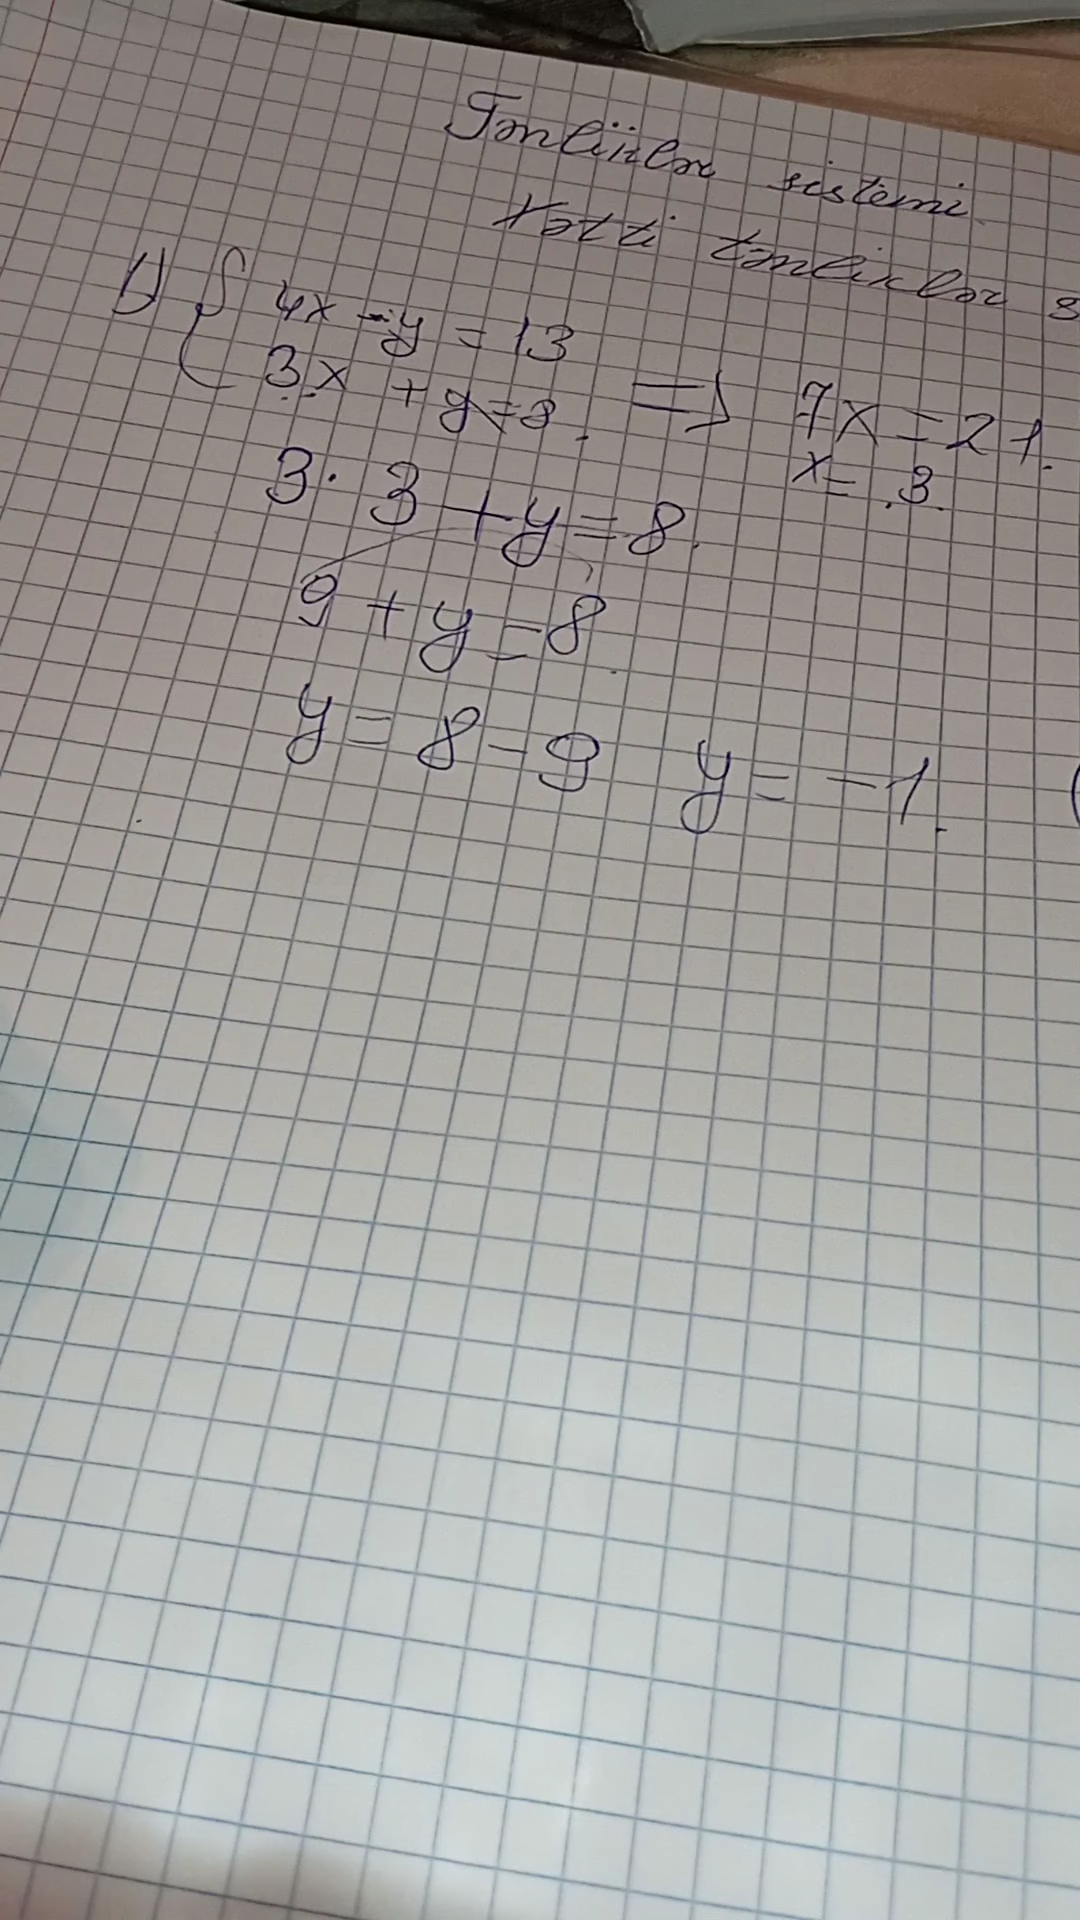 Tənliklər sistemi
Xətti tənliklər s
1) { 4x - y = 13
3x + y = 8. => 7x = 21.
x = 3.
3 · 3 + y = 8.
9 + y = 8.
y = 8 - 9 y = -1. (